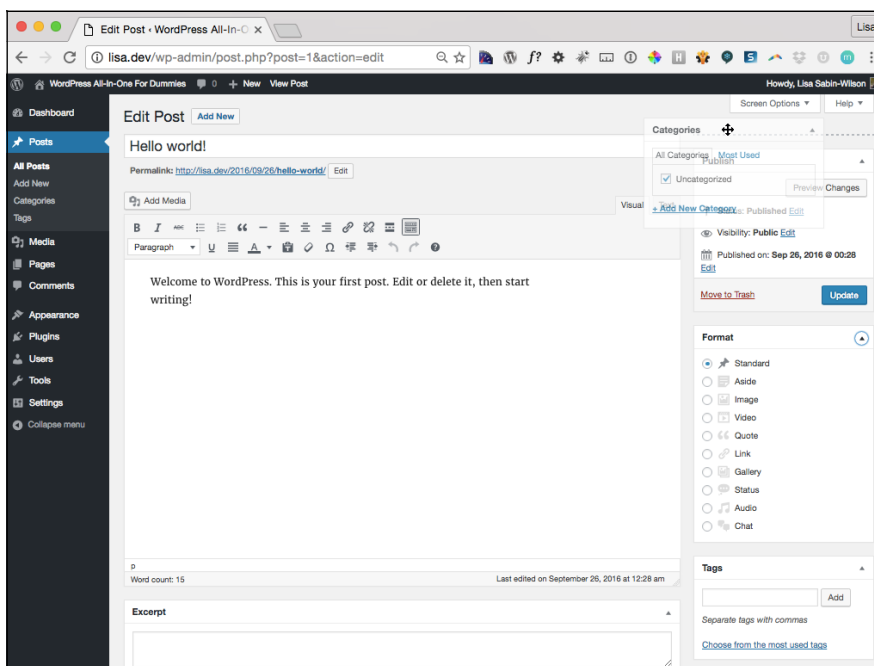 Edit Post ‹ WordPress All-In-O
Lisa
lisa.dev/wp-admin/post.php?post=1&action=edit
f?
WordPress All-In-One For Dummies 0 + New View Post
Howdy, Lisa Sabin-Wilson
Screen Options
Help
Dashboard
Posts
All Posts
Add New
Categories
Tags
Media
Pages
Comments
Appearance
Plugins
Users
Tools
Settings
Collapse menu
Edit Post Add New
Hello world!
Permalink: http://lisa.dev/2016/09/26/hello-world/ Edit
Add Media
Visual
B I ABC
Paragraph U A Ω
Welcome to WordPress. This is your first post. Edit or delete it, then start
writing!
p
Word count: 15
Last edited on September 26, 2016 at 12:28 am
Excerpt
Categories
All Categories Most Used
Uncategorized
+ Add New Category
Publish
Preview Changes
Status: Published Edit
Visibility: Public Edit
Published on: Sep 26, 2016 @ 00:28
Edit
Move to Trash
Update
Format
Standard
Aside
Image
Video
Quote
Link
Gallery
Status
Audio
Chat
Tags
Add
Separate tags with commas
Choose from the most used tags